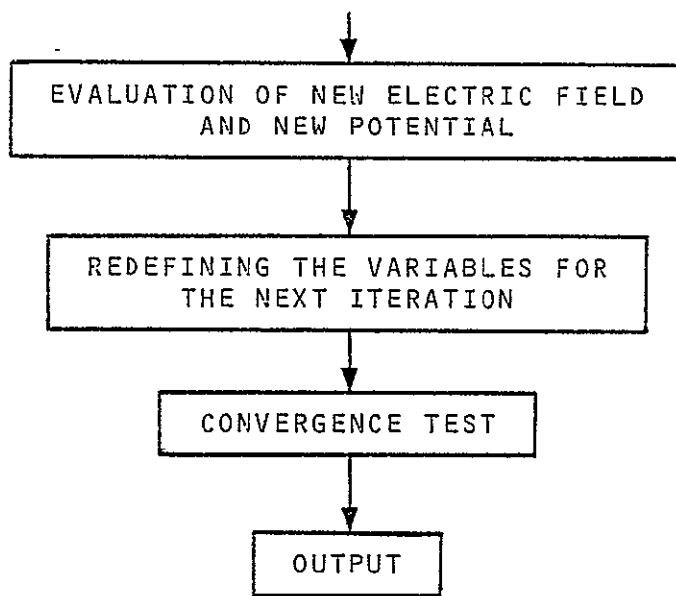 EVALUATION OF NEW ELECTRIC FIELD
AND NEW POTENTIAL
REDEFINING THE VARIABLES FOR
THE NEXT ITERATION
CONVERGENCE TEST
OUTPUT